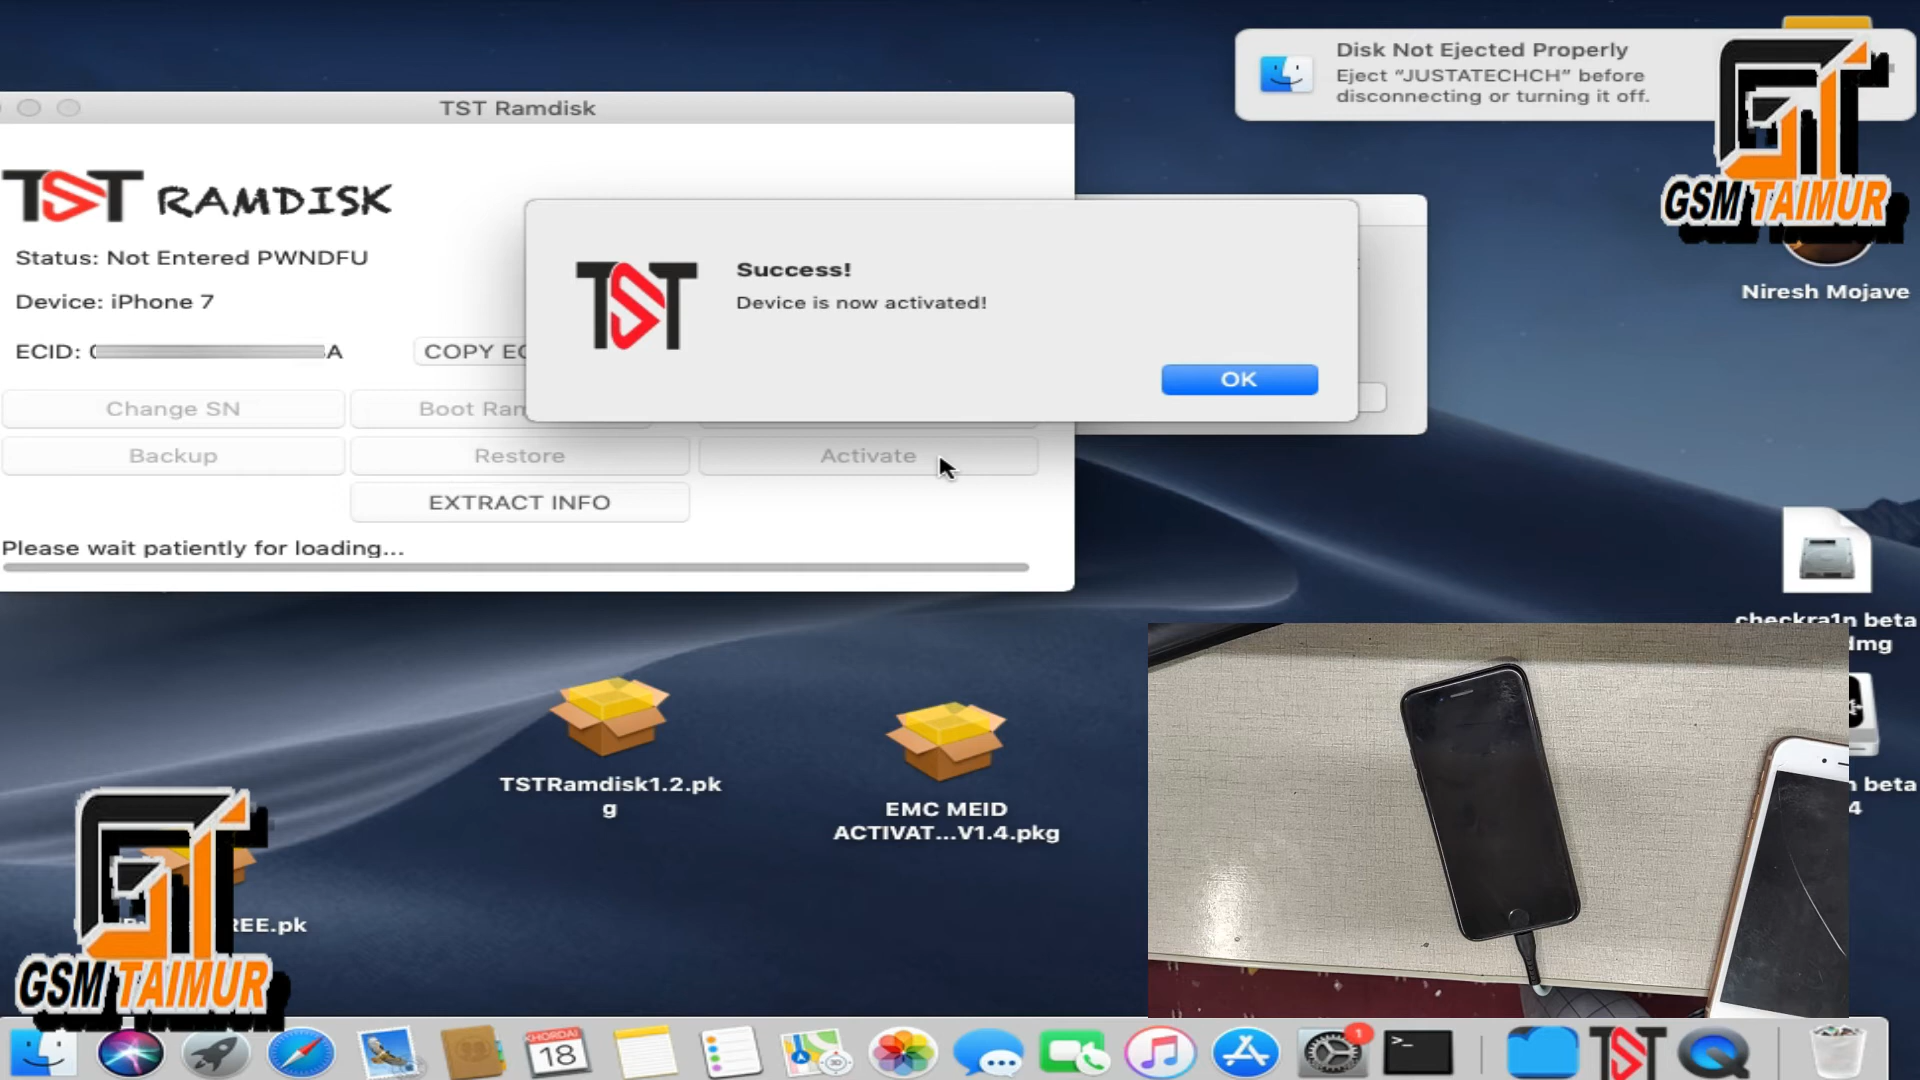 Disk Not Ejected Properly
Eject “JUSTATECHCH” before
disconnecting or turning it off.
GSM TAIMUR
Niresh Mojave
TST Ramdisk
TST RAMDISK
Status: Not Entered PWNDFU
Device: iPhone 7
ECID:
A
COPY
Change SN
Boot
Backup
Restore
Activate
EXTRACT INFO
Please wait patiently for loading...
TST
Success!
Device is now activated!
OK
checkra1n beta
dmg
beta
4
TSTRamdisk1.2.pk
g
EMC MEID
ACTIVAT...V1.4.pkg
REE.pk
GSM TAIMUR
18
TST